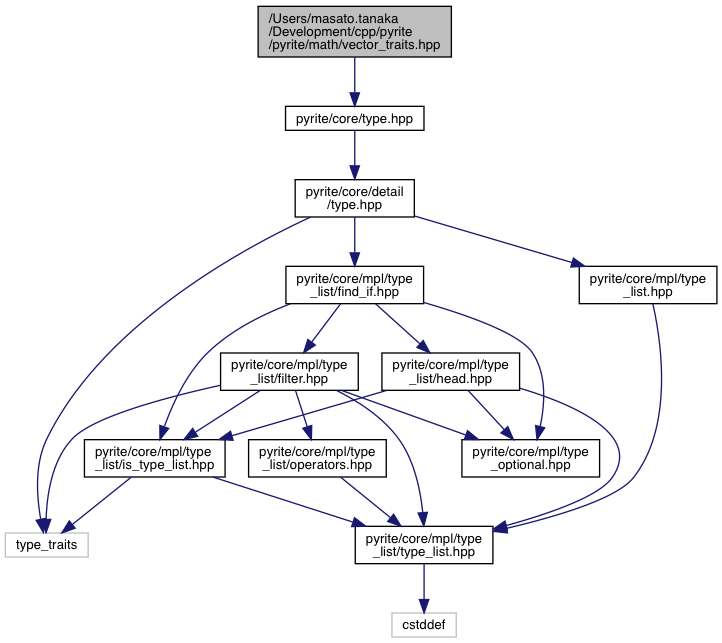 /Users/masato.tanaka
/Development/cpp/pyrite
/pyrite/math/vector_traits.hpp
pyrite/core/type.hpp
pyrite/core/detail
/type.hpp
pyrite/core/mpl/type
_list/find_if.hpp
pyrite/core/mpl/type
_list.hpp
pyrite/core/mpl/type
_list/filter.hpp
pyrite/core/mpl/type
_list/head.hpp
pyrite/core/mpl/type
_list/is_type_list.hpp
pyrite/core/mpl/type
_list/operators.hpp
pyrite/core/mpl/type
_optional.hpp
type_traits
pyrite/core/mpl/type
_list/type_list.hpp
cstddef